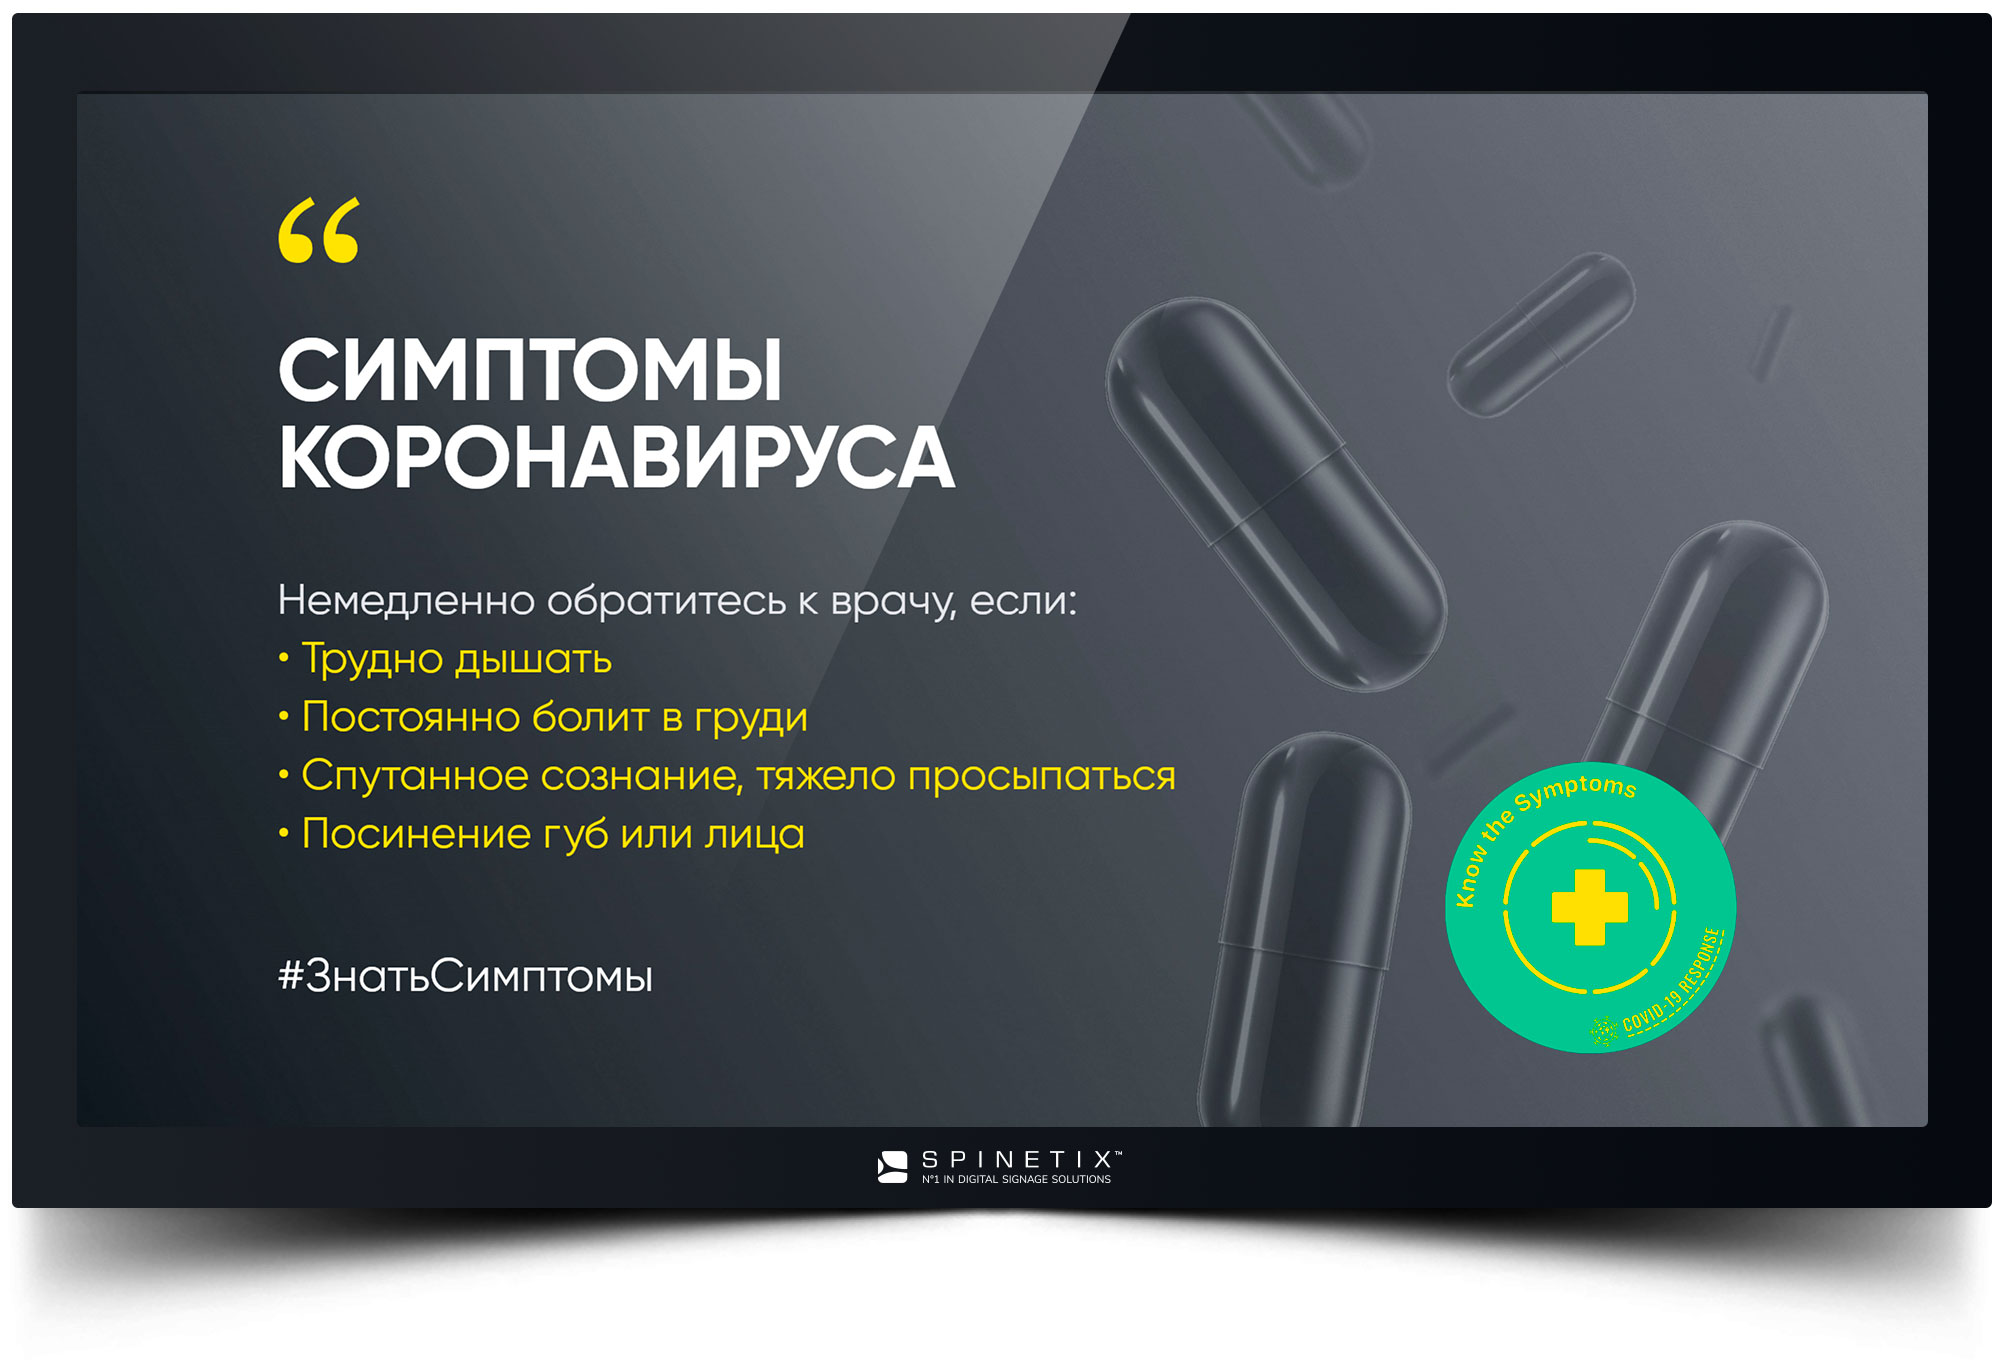 “
СИМПТОМЫ
КОРОНАВИРУСА
Немедленно обратитесь к врачу, если:
• Трудно дышать
• Постоянно болит в груди
• Спутанное сознание, тяжело просыпаться
• Посинение губ или лица
#ЗнатьСимптомы
Know the Symptoms
COVID-19 RESPONSE
SPINETIX™
N°1 IN DIGITAL SIGNAGE SOLUTIONS